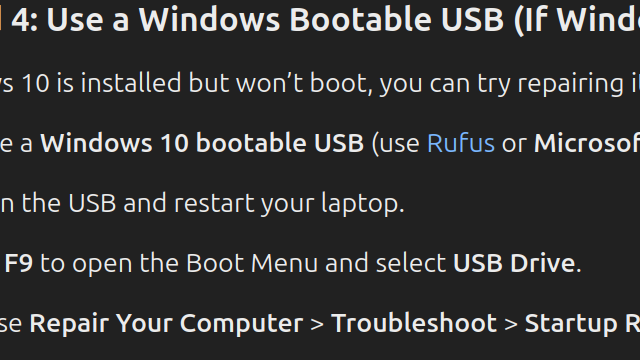 4: Use a Windows Bootable USB (If Wind
s 10 is installed but won’t boot, you can try repairing i
e a Windows 10 bootable USB (use Rufus or Microsof
n the USB and restart your laptop.
F9 to open the Boot Menu and select USB Drive.
se Repair Your Computer > Troubleshoot > Startup R